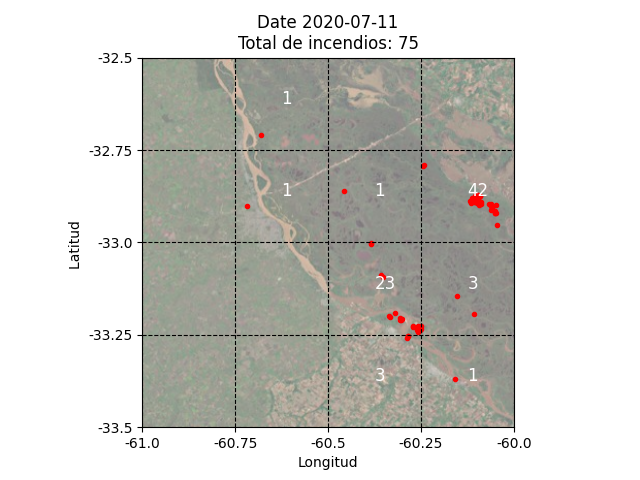 Date 2020-07-11
Total de incendios: 75
-32.5
1
-32.75
1 1 42
-33.0
23 3
-33.25
3 1
-33.5
-61.0 -60.75 -60.5 -60.25 -60.0
Longitud
Latitud